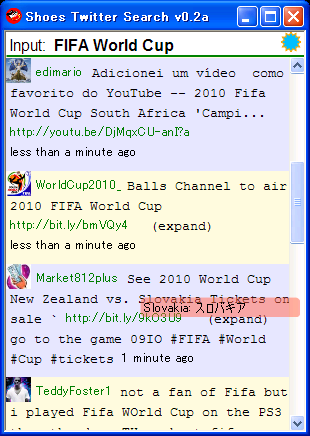 Shoes Twitter Search v0.2a
Input: FIFA World Cup
edimario Adicionei um vídeo como
favorito do YouTube -- 2010 Fifa
World Cup South Africa 'Campi...
http://youtu.be/DjMqxCU-anI?a
less than a minute ago
WorldCup2010_ Balls Channel to air
2010 FIFA World Cup
http://bit.ly/bmVQy4 (expand)
less than a minute ago
Market812plus See 2010 World Cup
New Zealand vs. Slovakia Tickets on
Slovakia: スロバキア
sale ` http://bit.ly/9kO3U9 (expand)
go to the game 09IO #FIFA #World
#Cup #tickets 1 minute ago
TeddyFoster1 not a fan of Fifa but
i played FIFA WOrld Cup on the PS3